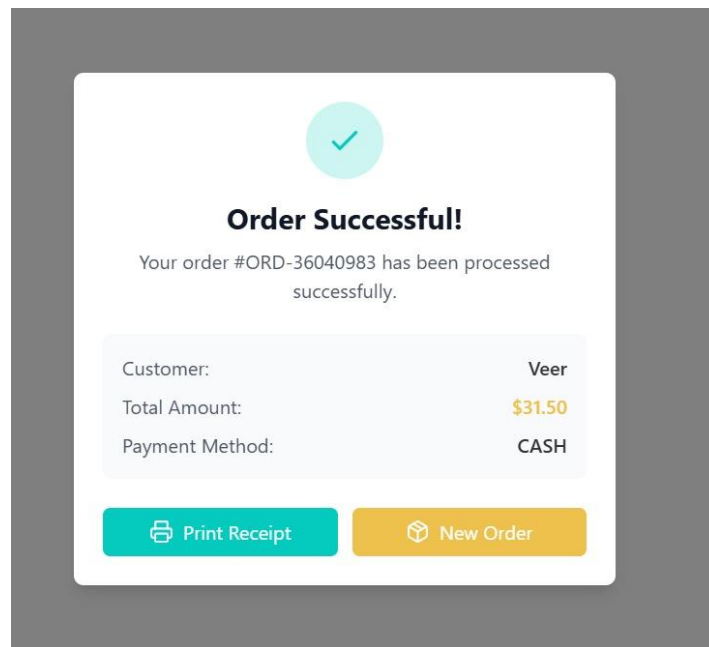 Order Successful!
Your order #ORD-36040983 has been processed
successfully.
Customer: Veer
Total Amount: $31.50
Payment Method: CASH
Print Receipt New Order